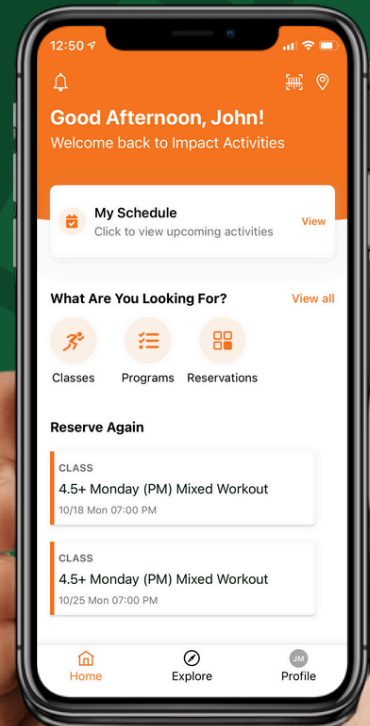 12:50
Good Afternoon, John!
Welcome back to Impact Activities
My Schedule
Click to view upcoming activities
View
What Are You Looking For?
View all
Classes
Programs
Reservations
Reserve Again
CLASS
4.5+ Monday (PM) Mixed Workout
10/18 Mon 07:00 PM
CLASS
4.5+ Monday (PM) Mixed Workout
10/25 Mon 07:00 PM
Home
Explore
JM
Profile